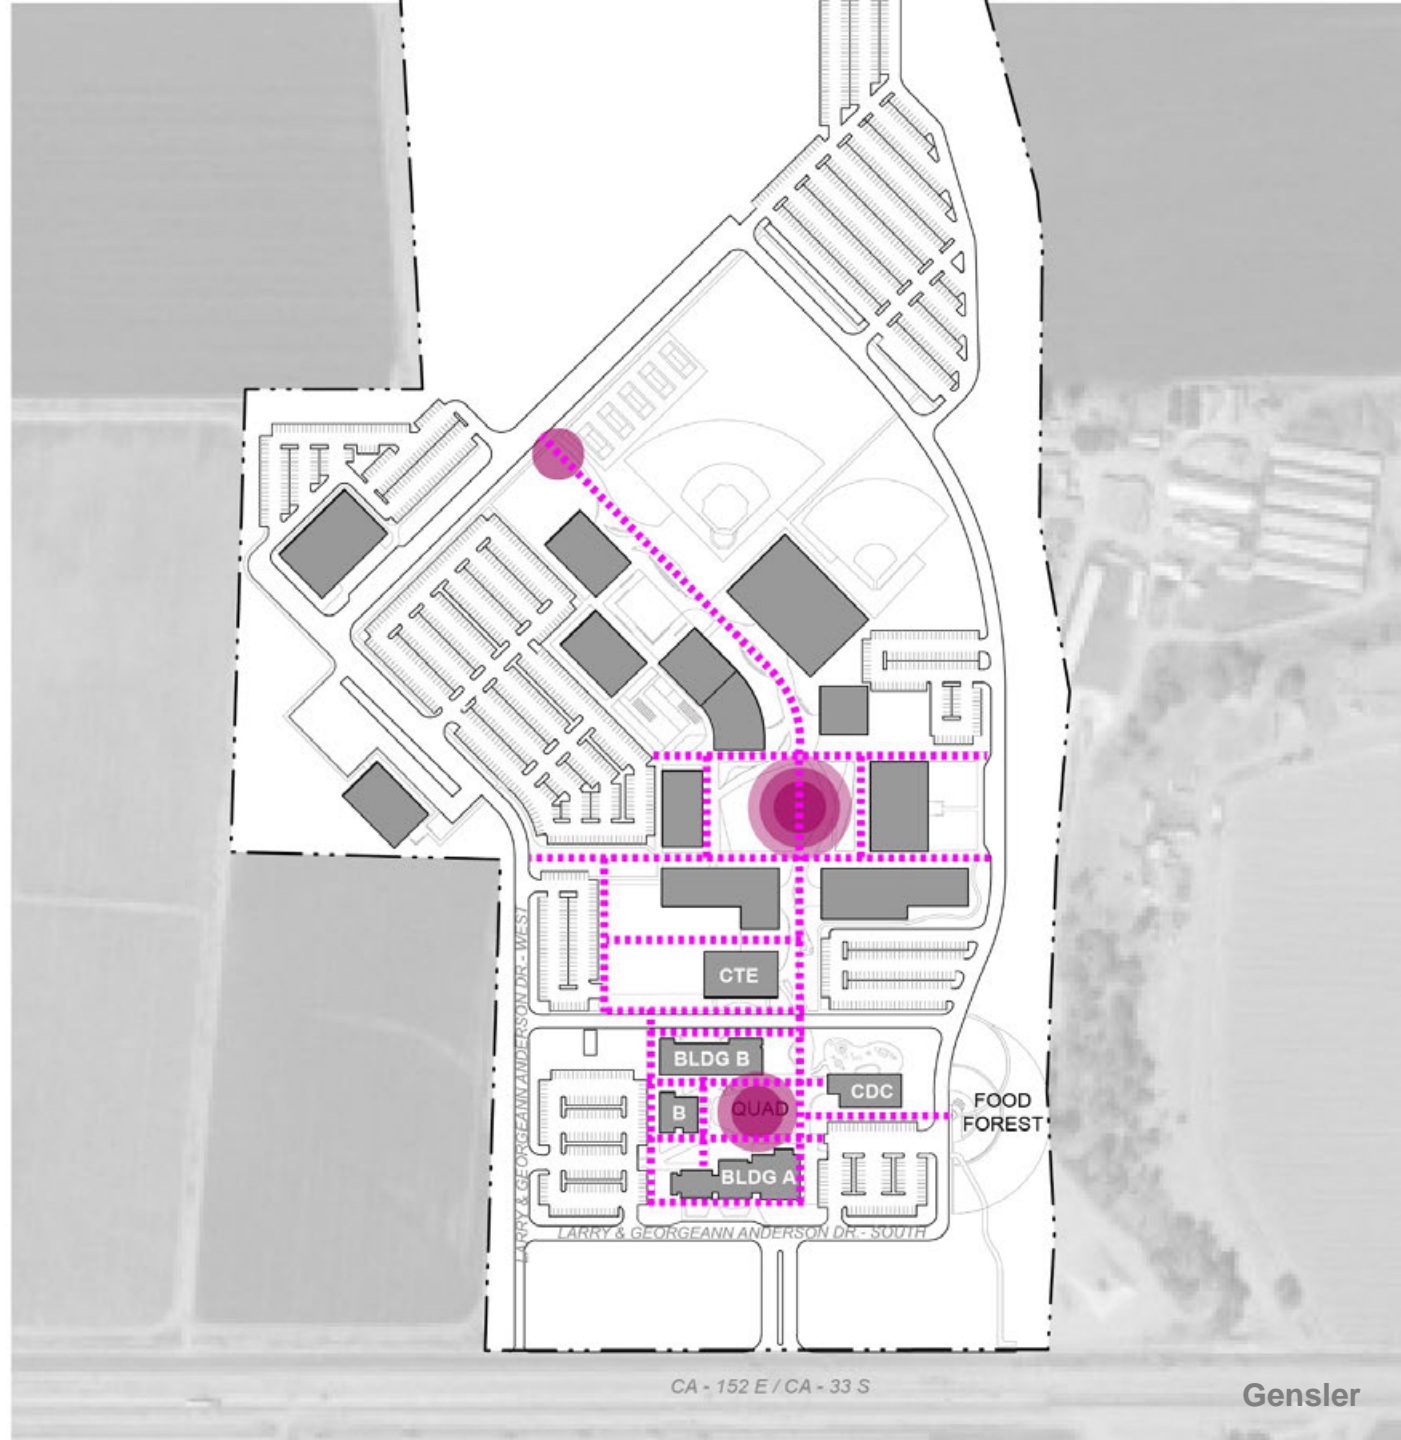 CTE
BLDG B
CDC
B
QUAD
FOOD
FOREST
BLDG A
LARRY & GEORGEANN ANDERSON DR - WEST
LARRY & GEORGEANN ANDERSON DR.- SOUTH
CA - 152 E / CA - 33 S
Gensler